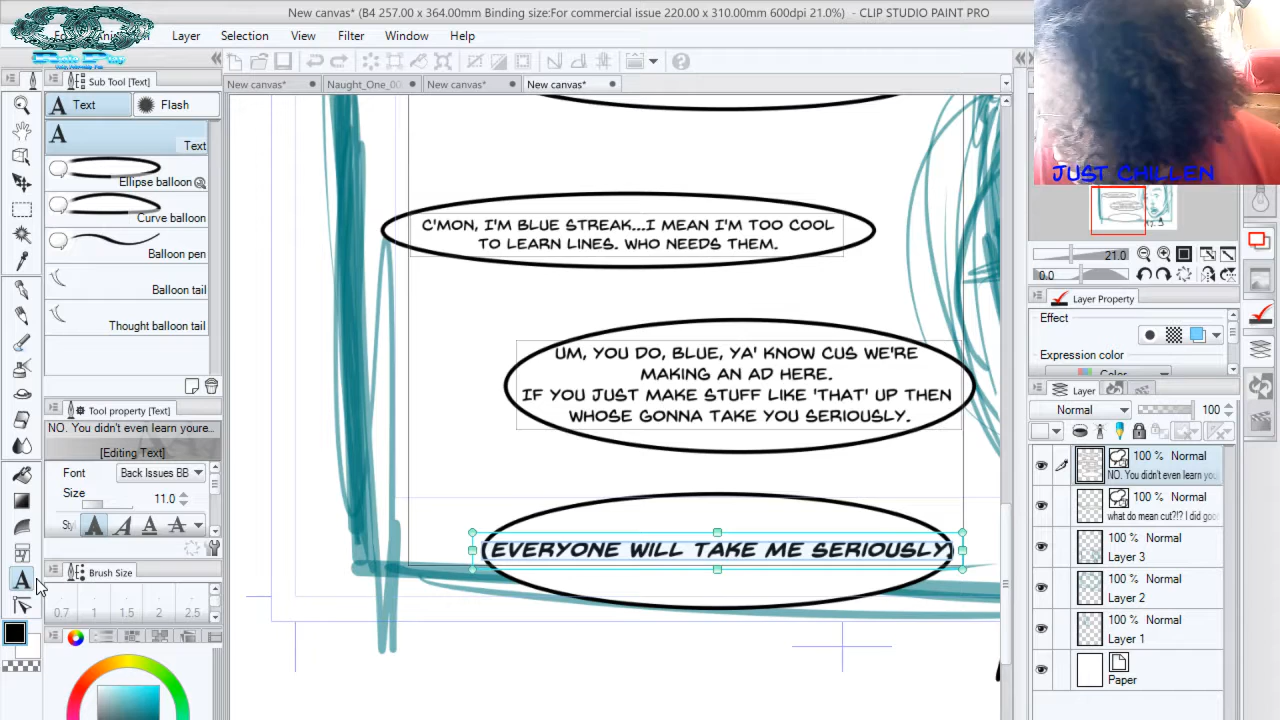 New canvas* (B4 257.00 x 364.00mm Binding size:For commercial issue 220.00 x 310.00mm 600dpi 21.0%) - CLIP STUDIO PAINT PRO
Layer Selection View Filter Window Help
Sub Tool [Text]
New canvas* Naught_One_00 New canvas* New canvas*
Text Flash
Text
Ellipse balloon
Curve balloon
Balloon pen
Balloon tail
Thought balloon tail
Tool property [Text]
NO. You didn't even learn youre...
[Editing Text]
Font Back Issues BB
Size 11.0
Style
Brush Size
0.7 1 1.5 2 2.5
C'MON, I'M BLUE STREAK...I MEAN I'M TOO COOL
TO LEARN LINES. WHO NEEDS THEM.
UM, YOU DO, BLUE, YA' KNOW CUS WE'RE
MAKING AN AD HERE.
IF YOU JUST MAKE STUFF LIKE 'THAT' UP THEN
WHOSE GONNA TAKE YOU SERIOUSLY.
(EVERYONE WILL TAKE ME SERIOUSLY)
JUST CHILLEN
21.0
0.0
Layer Property
Effect
Expression color
Color
Layer
Normal 100
100 % Normal
NO. You didn't even learn you
100 % Normal
what do mean cut?!? I did good
100 % Normal
Layer 3
100 % Normal
Layer 2
100 % Normal
Layer 1
Paper